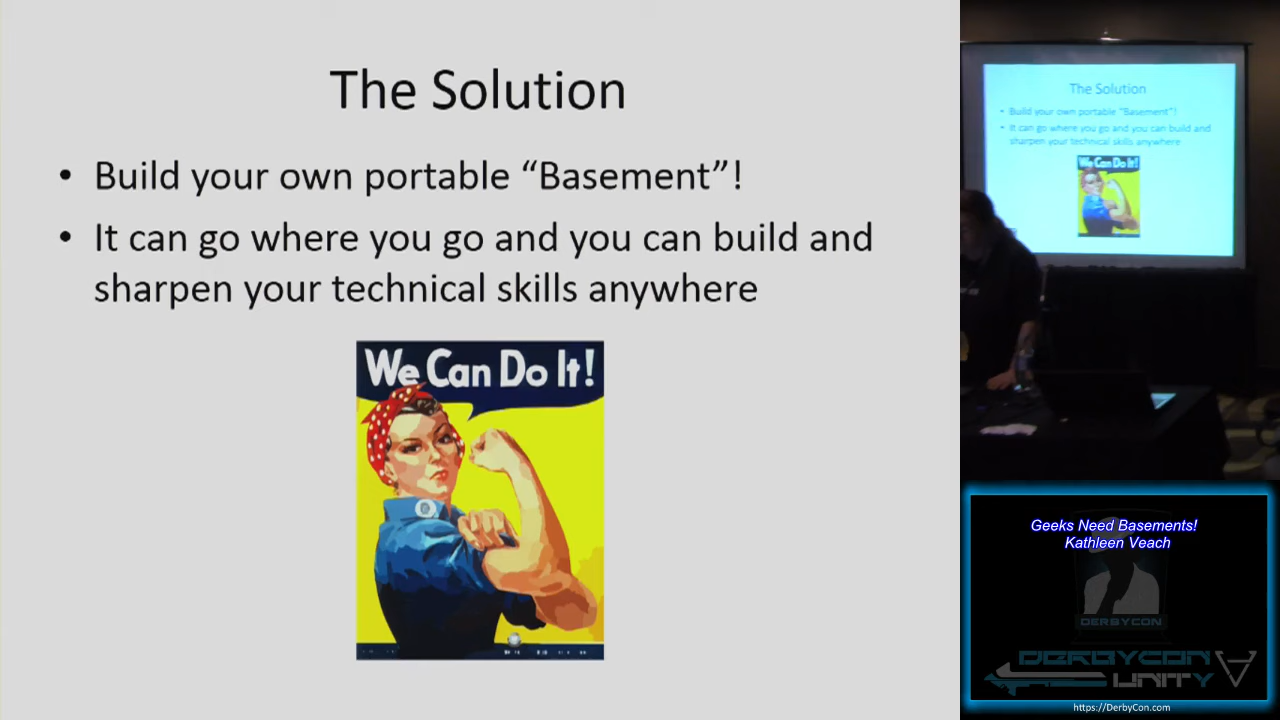 The Solution
• Build your own portable “Basement”!
• It can go where you go and you can build and
sharpen your technical skills anywhere
We Can Do It!
The Solution
• Build your own portable “Basement”!
• It can go where you go and you can build and
sharpen your technical skills anywhere
We Can Do It!
Geeks Need Basements!
Kathleen Veach
DERBYCON
DERBYCON
UNITY
https://DerbyCon.com